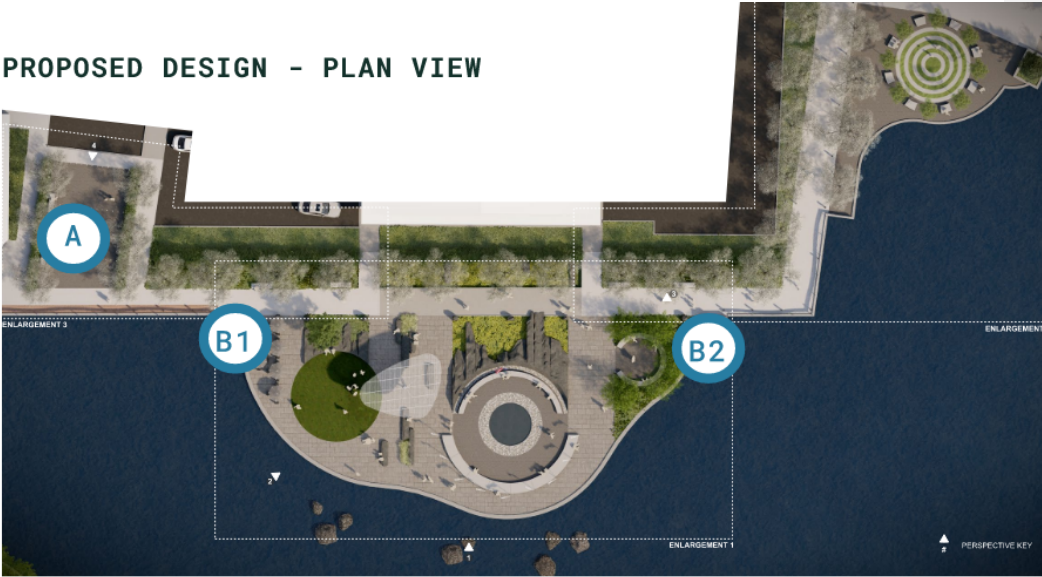 PROPOSED DESIGN - PLAN VIEW
4
A
3
ENLARGEMENT 3
ENLARGEMENT
B1
B2
2
ENLARGEMENT 1
1
#
PERSPECTIVE KEY